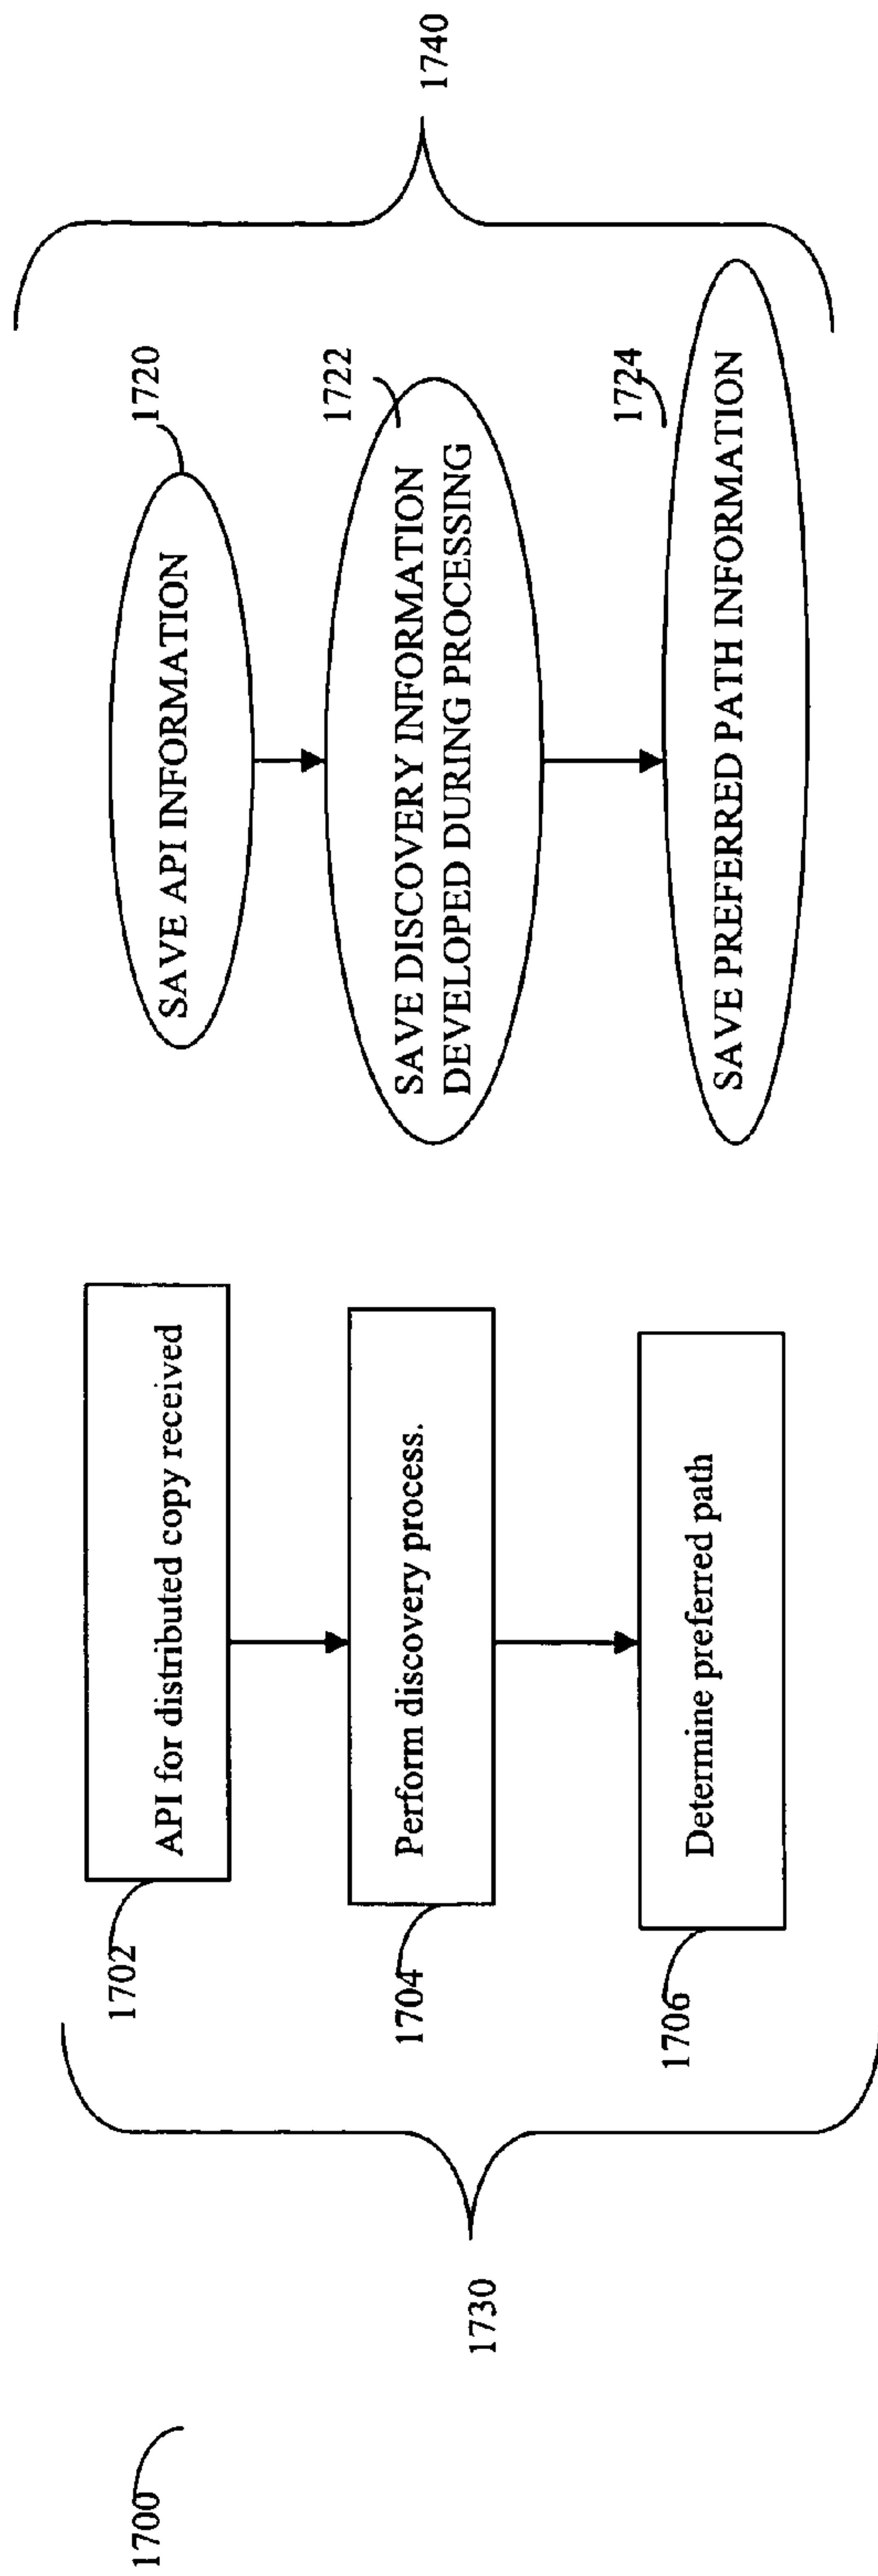 1700
1730
1702
API for distributed copy received
1704
Perform discovery process.
1706
Determine preferred path
1720
SAVE API INFORMATION
1722
SAVE DISCOVERY INFORMATION
DEVELOPED DURING PROCESSING
1724
SAVE PREFERRED PATH INFORMATION
1740